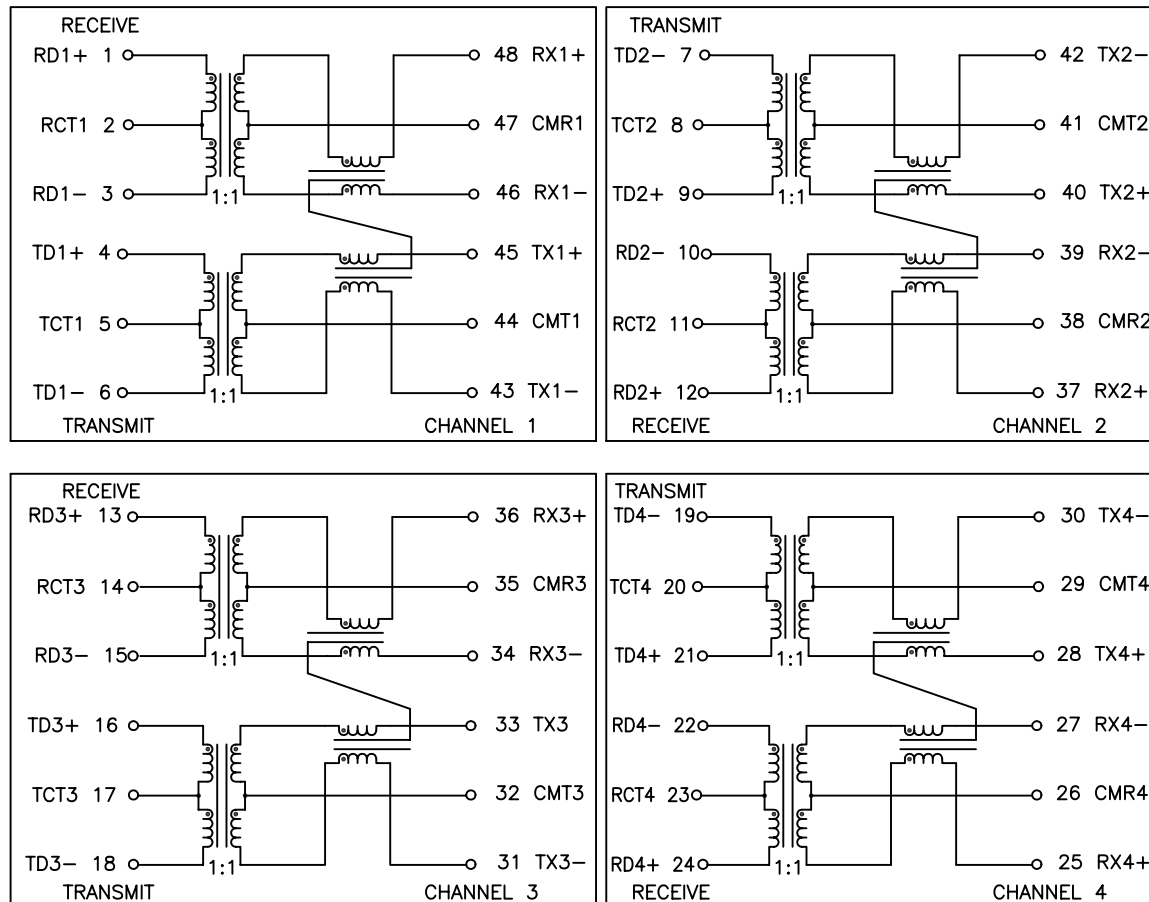 RECEIVE
RD1+ 1 48 RX1+
RCT1 2 47 CMR1
RD1- 3 1:1 46 RX1-
TD1+ 4 45 TX1+
TCT1 5 44 CMT1
TD1- 6 1:1 43 TX1-
TRANSMIT CHANNEL 1
TRANSMIT
TD2- 7 42 TX2-
TCT2 8 41 CMT2
TD2+ 9 1:1 40 TX2+
RD2- 10 39 RX2-
RCT2 11 38 CMR2
RD2+ 12 1:1 37 RX2+
RECEIVE CHANNEL 2
RECEIVE
RD3+ 13 36 RX3+
RCT3 14 35 CMR3
RD3- 15 1:1 34 RX3-
TD3+ 16 33 TX3
TCT3 17 32 CMT3
TD3- 18 1:1 31 TX3-
TRANSMIT CHANNEL 3
TRANSMIT
TD4- 19 30 TX4-
TCT4 20 29 CMT4
TD4+ 21 1:1 28 TX4+
RD4- 22 27 RX4-
RCT4 23 26 CMR4
RD4+ 24 1:1 25 RX4+
RECEIVE CHANNEL 4